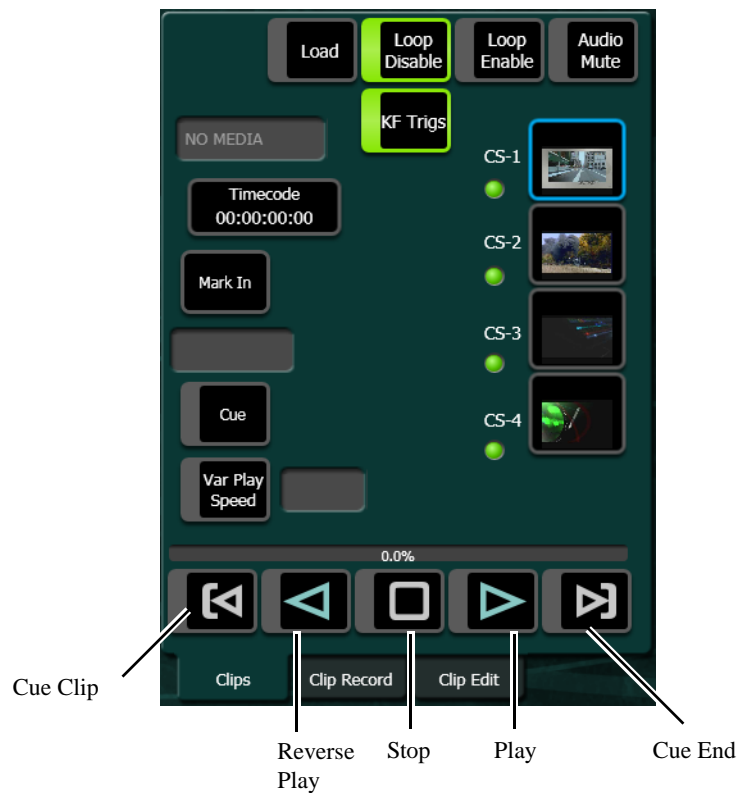 Load
Loop
Disable
Loop
Enable
Audio
Mute
KF Trigs
NO MEDIA
CS-1
Timecode
00:00:00:00
CS-2
Mark In
CS-3
Cue
CS-4
Var Play
Speed
0.0%
Clips
Clip Record
Clip Edit
Cue Clip
Reverse
Play
Stop
Play
Cue End